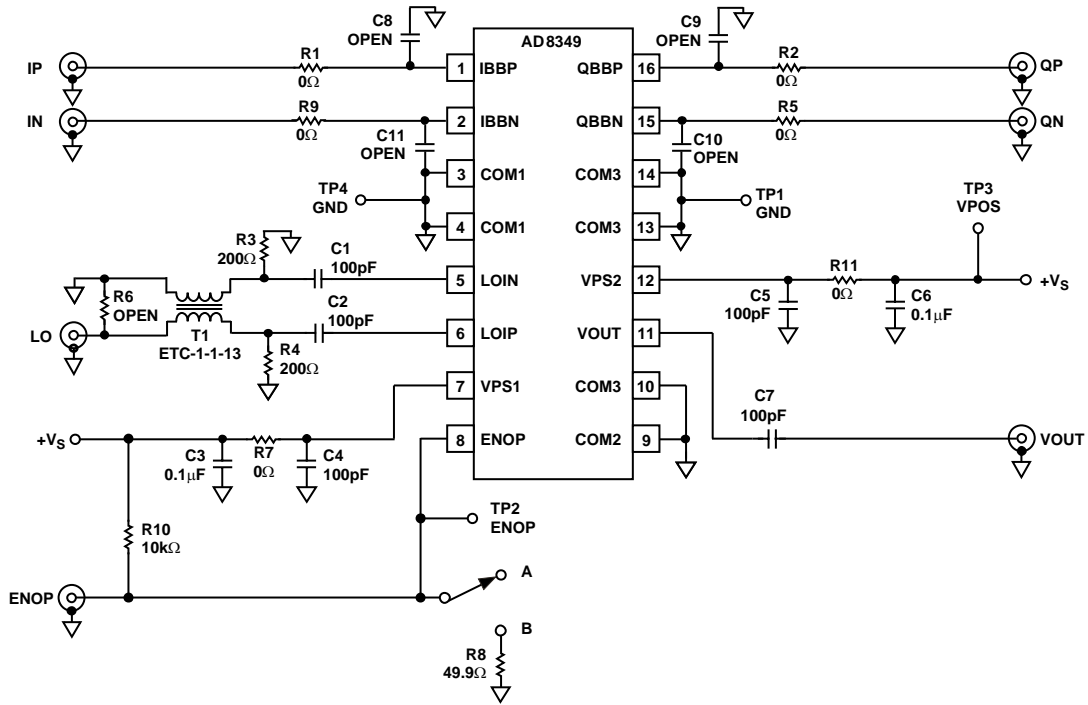 C8
OPEN
AD8349
C9
OPEN
IP
R1
0Ω
1
IBBP
QBBP
16
R2
0Ω
QP
IN
R9
0Ω
2
IBBN
QBBN
15
R5
0Ω
QN
C11
OPEN
C10
OPEN
3
COM1
COM3
14
TP4
GND
TP1
GND
4
COM1
COM3
13
TP3
VPOS
R3
200Ω
C1
100pF
5
LOIN
VPS2
12
R11
0Ω
+VS
R6
OPEN
C2
100pF
C5
100pF
C6
0.1μF
LO
T1
ETC-1-1-13
6
LOIP
VOUT
11
R4
200Ω
7
VPS1
COM3
10
C7
100pF
+VS
8
ENOP
COM2
9
VOUT
C3
0.1μF
R7
0Ω
C4
100pF
TP2
ENOP
R10
10kΩ
ENOP
A
B
R8
49.9Ω